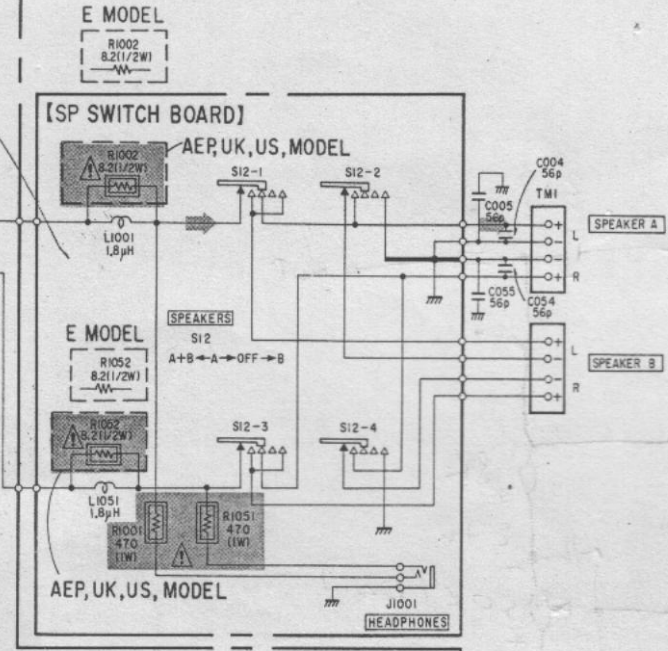 E MODEL
R1002
8.2(1/2W)
[SP SWITCH BOARD]
AEP,UK,US,MODEL
R1002
8.2(1/2W)
S12-1
S12-2
C004
56p
TM1
C005
56p
L1001
1.8μH
+
L
-
-
R
+
SPEAKER A
C055
56p
C054
56p
SPEAKERS
S12
A+B←A→OFF→B
E MODEL
R1052
8.2(1/2W)
+
L
-
-
R
+
SPEAKER B
R1052
8.2(1/2W)
S12-3
S12-4
L1051
1.8μH
R1001
470
(1W)
R1051
470
(1W)
AEP,UK,US,MODEL
J1001
HEADPHONES